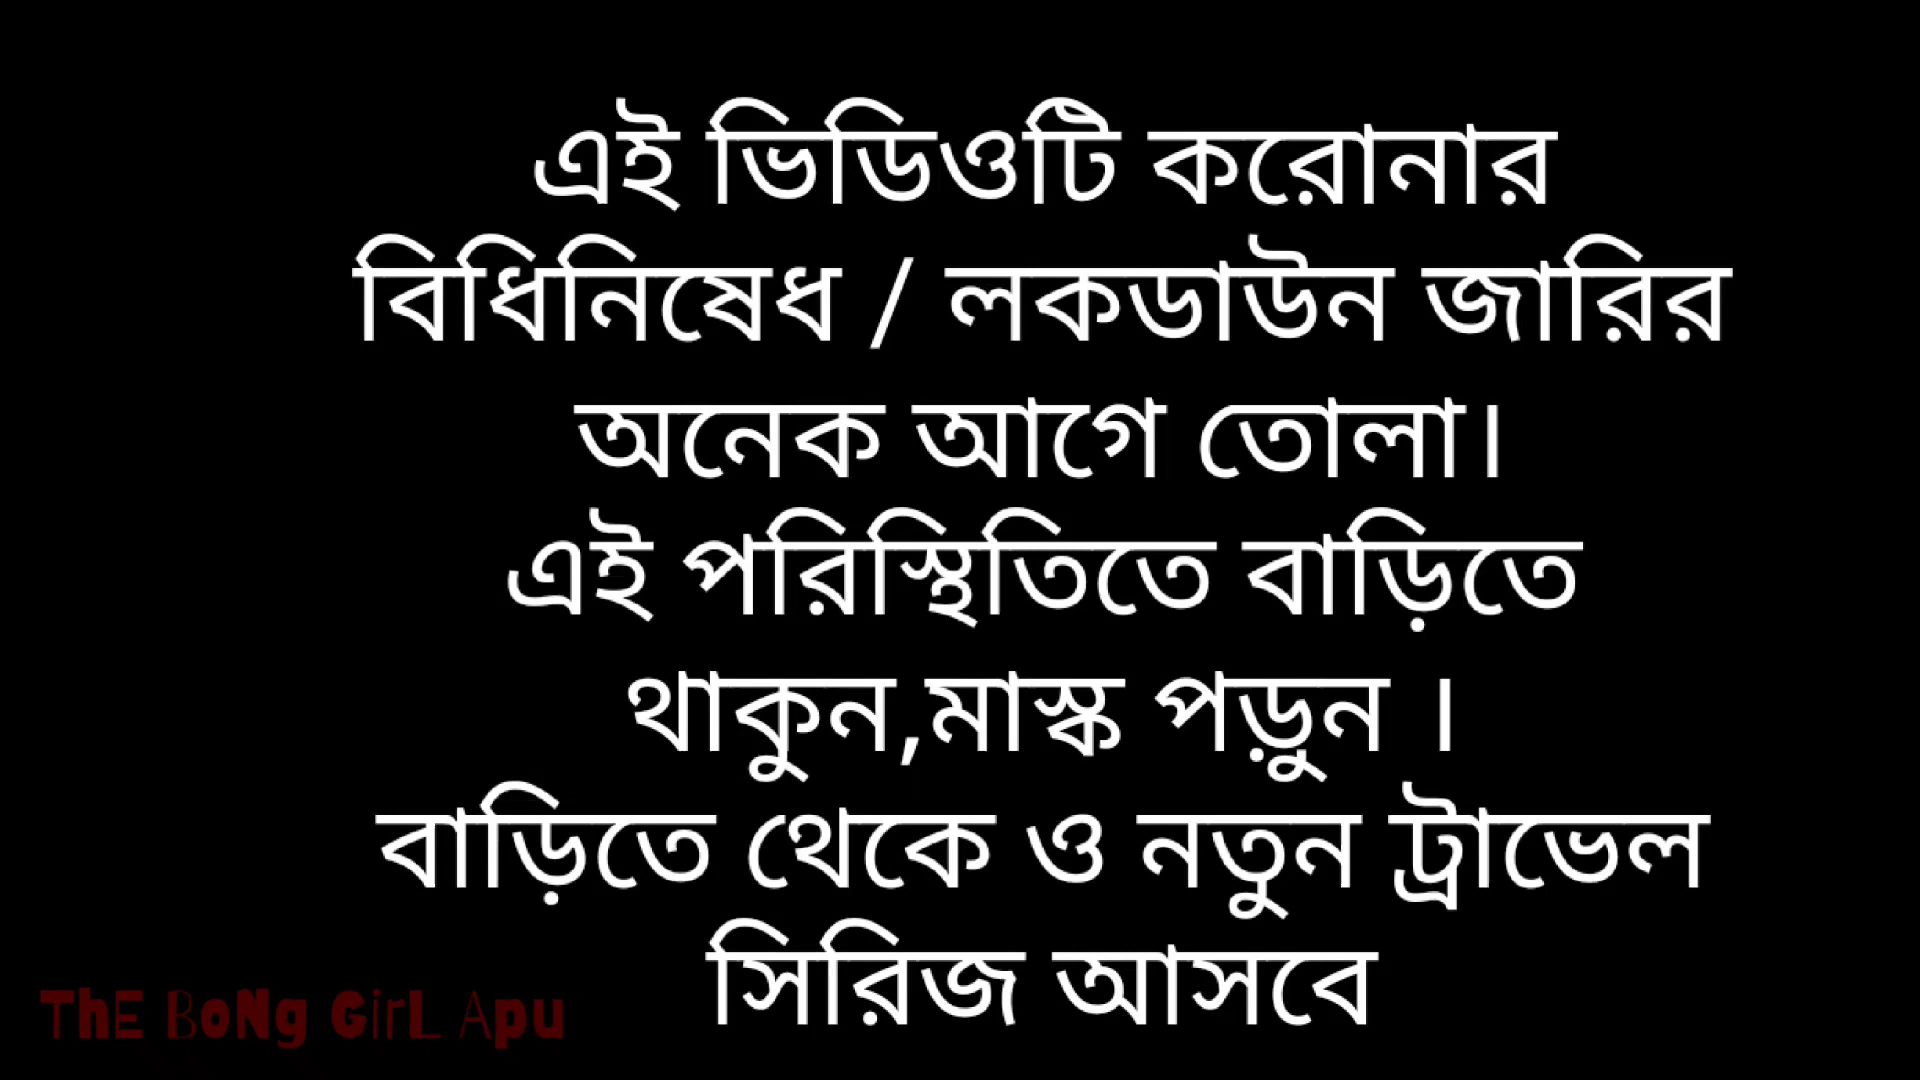 এই ভিডিওটি করোনার
বিধিনিষেধ / লকডাউন জারির
অনেক আগে তোলা।
এই পরিস্থিতিতে বাড়িতে
থাকুন,মাস্ক পড়ুন ।
বাড়িতে থেকে ও নতুন ট্রাভেল
সিরিজ আসবে
ThE BoNg GirL Apu